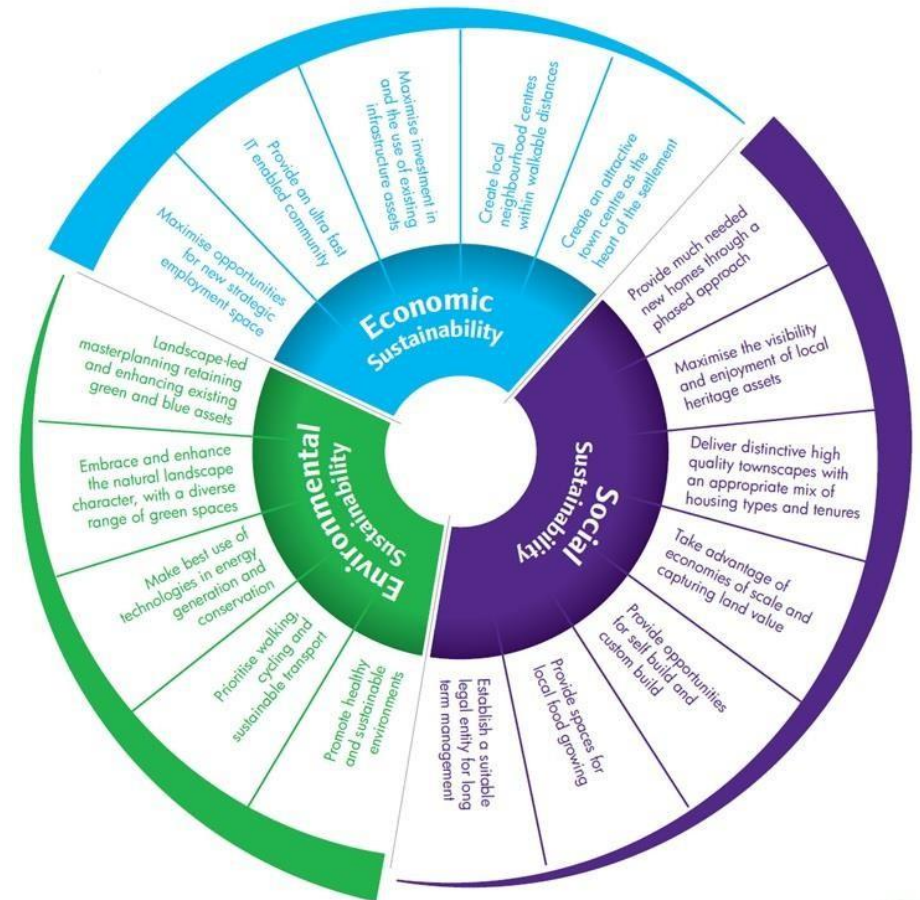 Economic
Sustainability
Maximise opportunities
for new strategic
employment space
Provide an ultra fast
IT enabled community
Maximise investment in
and the use of existing
infrastructure assets
Create local
neighbourhood centres
within walkable distances
Create an attractive
town centre as the
heart of the settlement
Social
Sustainability
Provide much needed
new homes through a
phased approach
Maximise the visibility
and enjoyment of local
heritage assets
Deliver distinctive high
quality townscapes with
an appropriate mix of
housing types and tenures
Take advantage of
economies of scale and
capturing land value
Provide opportunities
for self build and
custom build
Provide spaces for
local food growing
Establish a suitable
legal entity for long
term management
Environmental
Sustainability
Promote healthy
and sustainable
environments
Prioritise walking,
cycling and
sustainable transport
Make best use of
technologies in energy
generation and
conservation
Embrace and enhance
the natural landscape
character, with a diverse
range of green spaces
Landscape-led
masterplanning retaining
and enhancing existing
green and blue assets